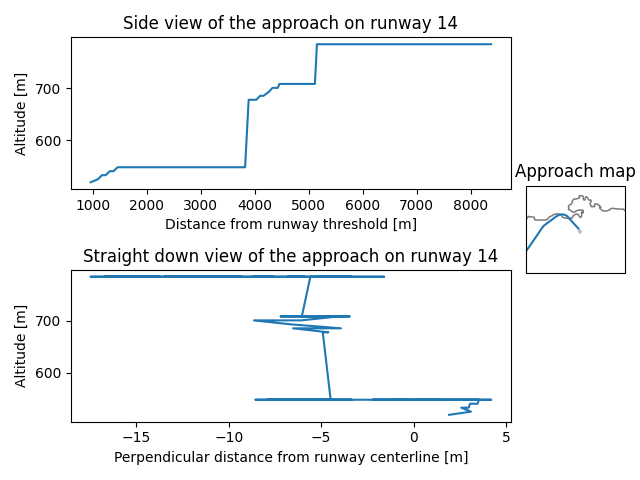 Side view of the approach on runway 14
Altitude [m]
700
600
1000 2000 3000 4000 5000 6000 7000 8000
Distance from runway threshold [m]
Approach map
Straight down view of the approach on runway 14
Altitude [m]
700
600
−15 −10 −5 0 5
Perpendicular distance from runway centerline [m]